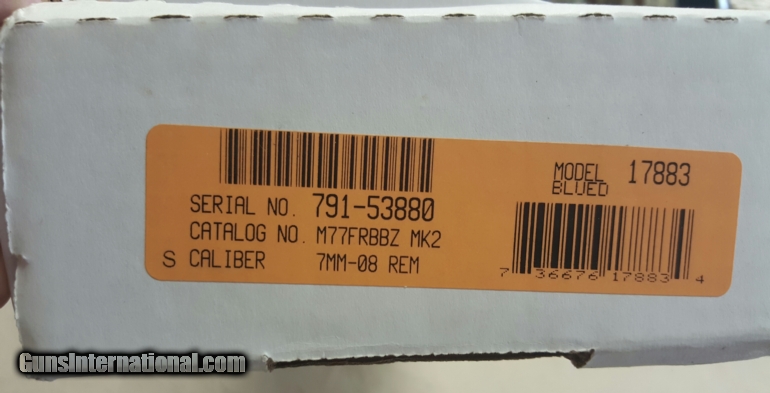 SERIAL NO. 791-53880
CATALOG NO. M77FRBBZ MK2
S CALIBER 7MM-08 REM
MODEL 17883
BLUED
7 36676 17883 4
GunsInternational.com